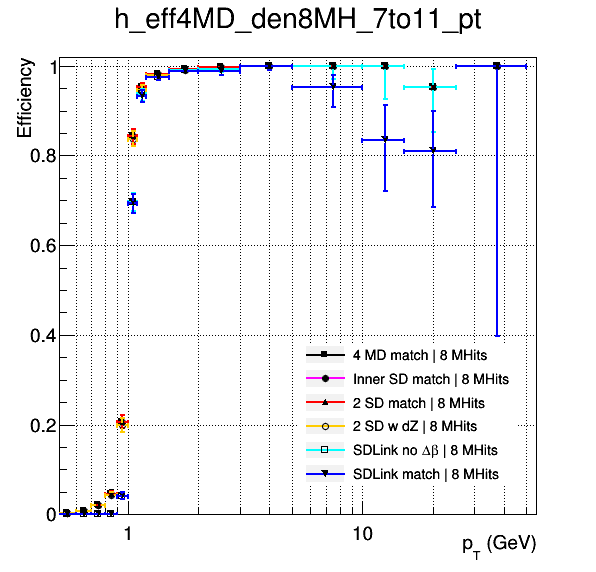 h_eff4MD_den8MH_7to11_pt
Efficiency
1
0.8
0.6
0.4
0.2
0
4 MD match | 8 MHits
Inner SD match | 8 MHits
2 SD match | 8 MHits
2 SD w dZ | 8 MHits
SDLink no Δβ | 8 MHits
SDLink match | 8 MHits
1
10
p_T (GeV)